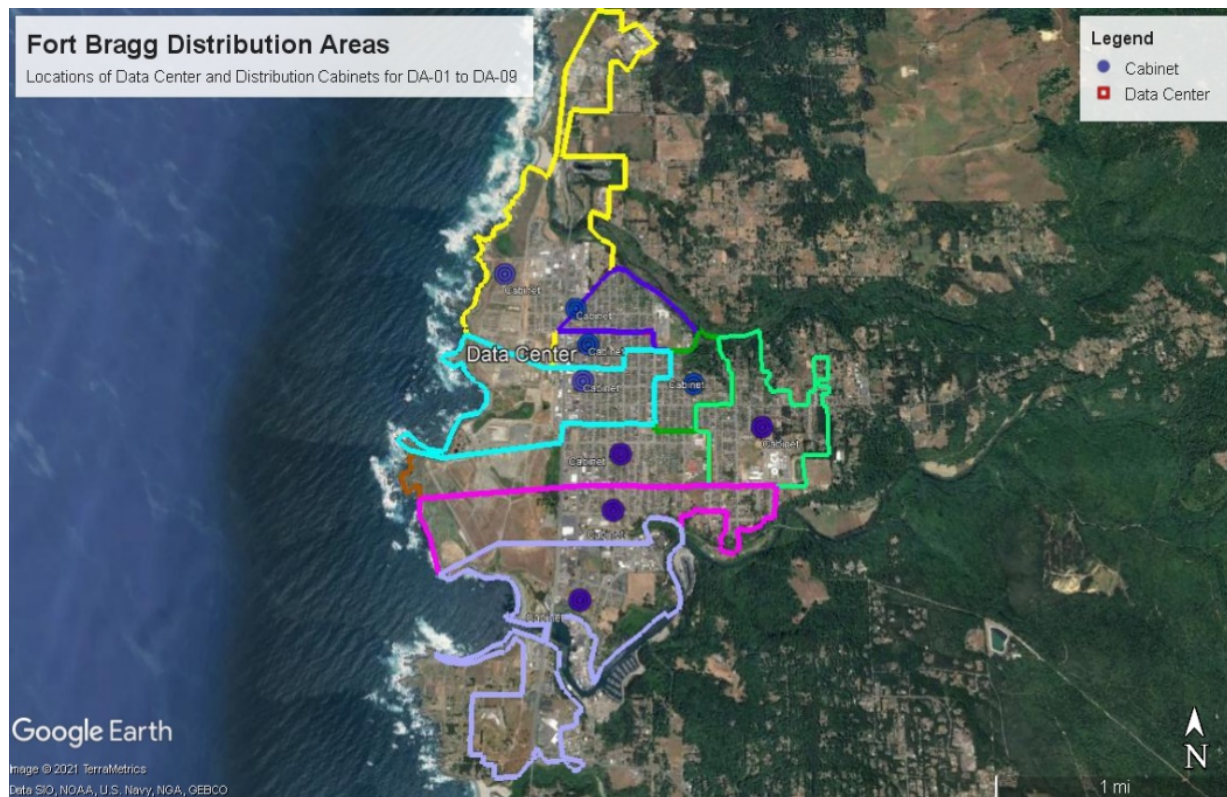 Fort Bragg Distribution Areas
Locations of Data Center and Distribution Cabinets for DA-01 to DA-09
Legend
Cabinet
Data Center
Cabinet
Cabinet
Cabinet
Data Center
Cabinet
Cabinet
Cabinet
Cabinet
Cabinet
Cabinet
Google Earth
N
Image © 2021 TerraMetrics
Data SIO, NOAA, U.S. Navy, NGA, GEBCO
1 mi